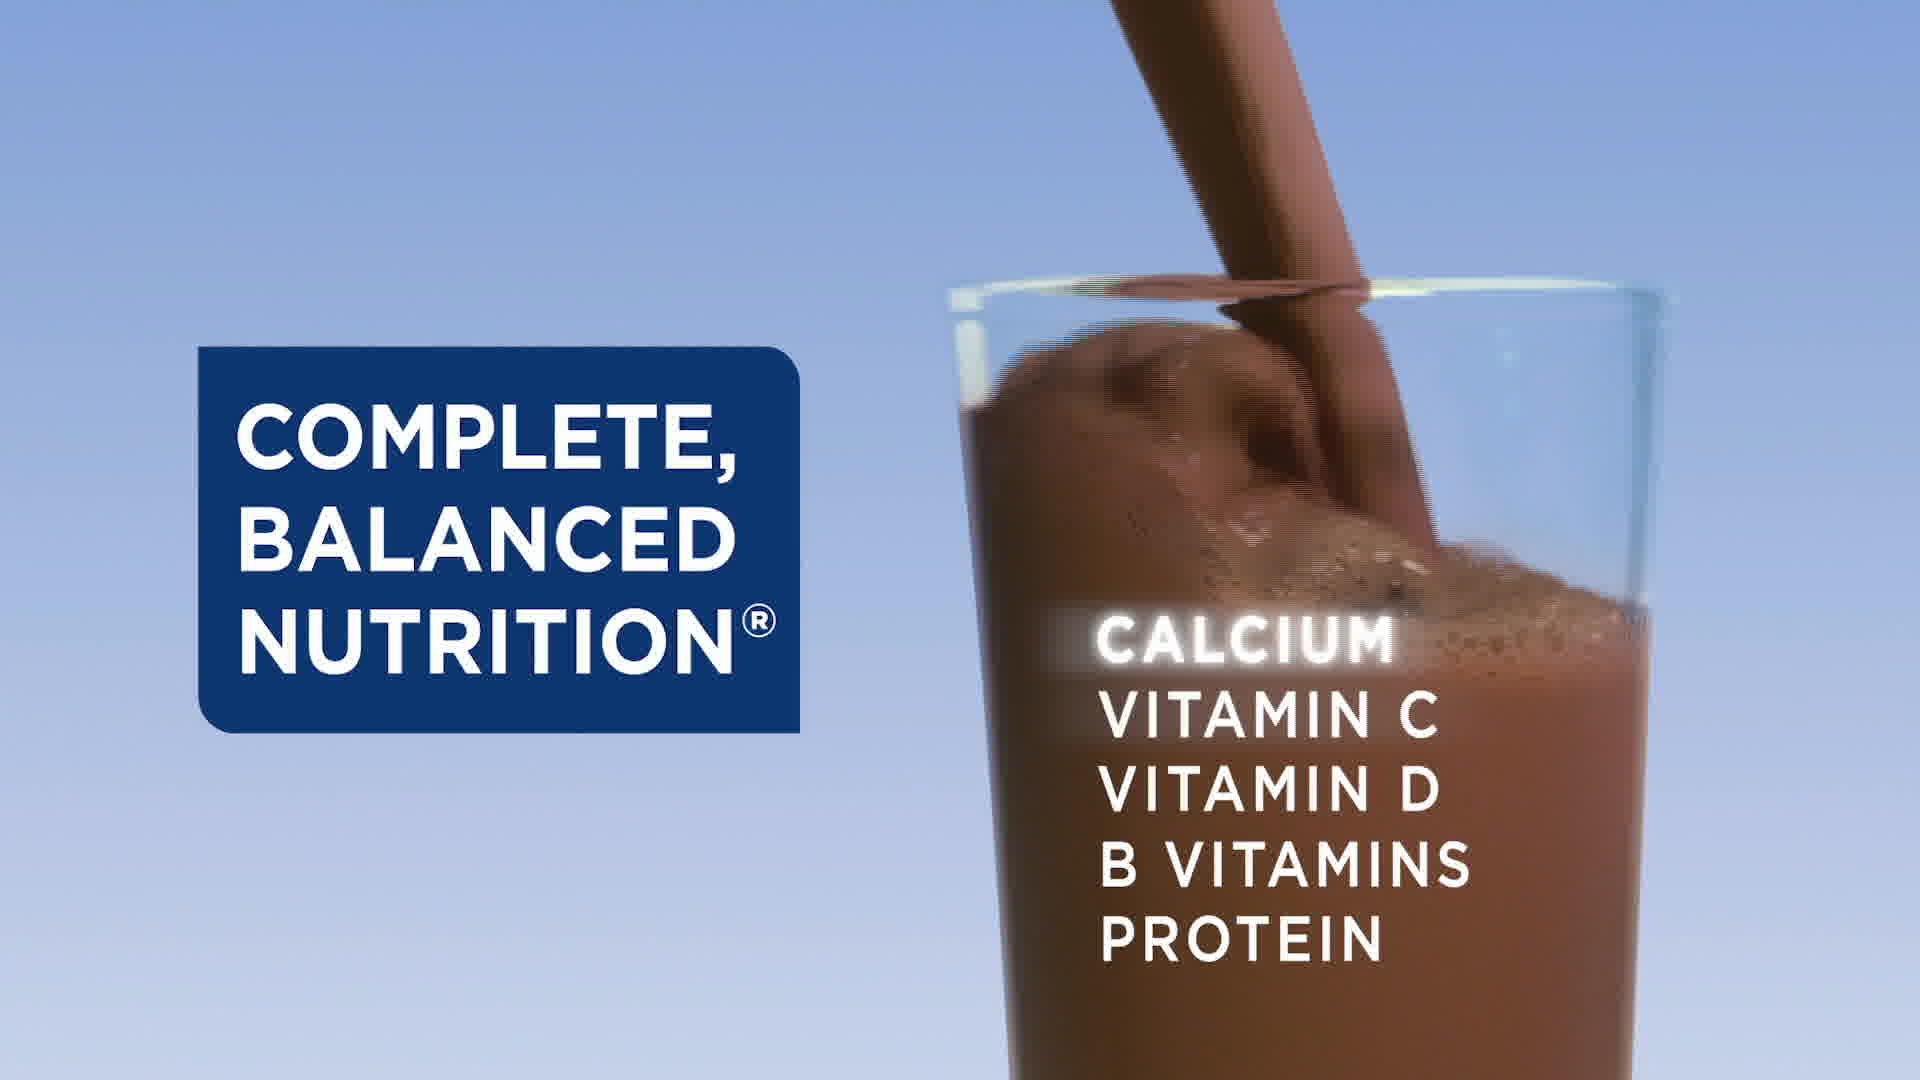 COMPLETE,
BALANCED
NUTRITION®
CALCIUM
VITAMIN C
VITAMIN D
B VITAMINS
PROTEIN